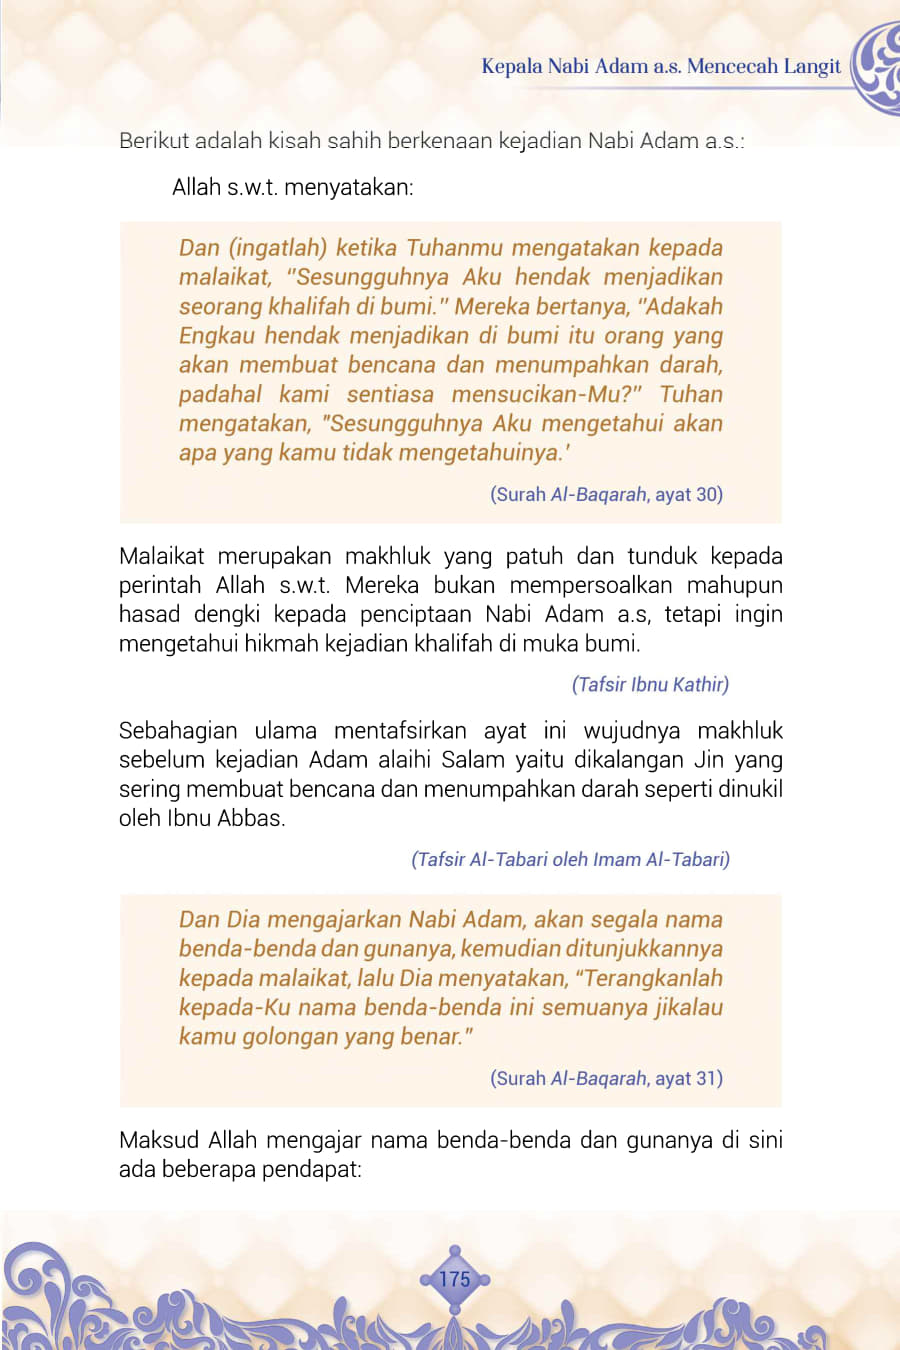 Kepala Nabi Adam a.s. Mencecah Langit
Berikut adalah kisah sahih berkenaan kejadian Nabi Adam a.s.:
Allah s.w.t. menyatakan:
Dan (ingatlah) ketika Tuhanmu mengatakan kepada
malaikat, "Sesungguhnya Aku hendak menjadikan
seorang khalifah di bumi." Mereka bertanya, "Adakah
Engkau hendak menjadikan di bumi itu orang yang
akan membuat bencana dan menumpahkan darah,
padahal kami sentiasa mensucikan-Mu?" Tuhan
mengatakan, "Sesungguhnya Aku mengetahui akan
apa yang kamu tidak mengetahuinya.'
(Surah Al-Baqarah, ayat 30)
Malaikat merupakan makhluk yang patuh dan tunduk kepada
perintah Allah s.w.t. Mereka bukan mempersoalkan mahupun
hasad dengki kepada penciptaan Nabi Adam a.s, tetapi ingin
mengetahui hikmah kejadian khalifah di muka bumi.
(Tafsir Ibnu Kathir)
Sebahagian ulama mentafsirkan ayat ini wujudnya makhluk
sebelum kejadian Adam alaihi Salam yaitu dikalangan Jin yang
sering membuat bencana dan menumpahkan darah seperti dinukil
oleh Ibnu Abbas.
(Tafsir Al-Tabari oleh Imam Al-Tabari)
Dan Dia mengajarkan Nabi Adam, akan segala nama
benda-benda dan gunanya, kemudian ditunjukkannya
kepada malaikat, lalu Dia menyatakan, "Terangkanlah
kepada-Ku nama benda-benda ini semuanya jikalau
kamu golongan yang benar."
(Surah Al-Baqarah, ayat 31)
Maksud Allah mengajar nama benda-benda dan gunanya di sini
ada beberapa pendapat:
175